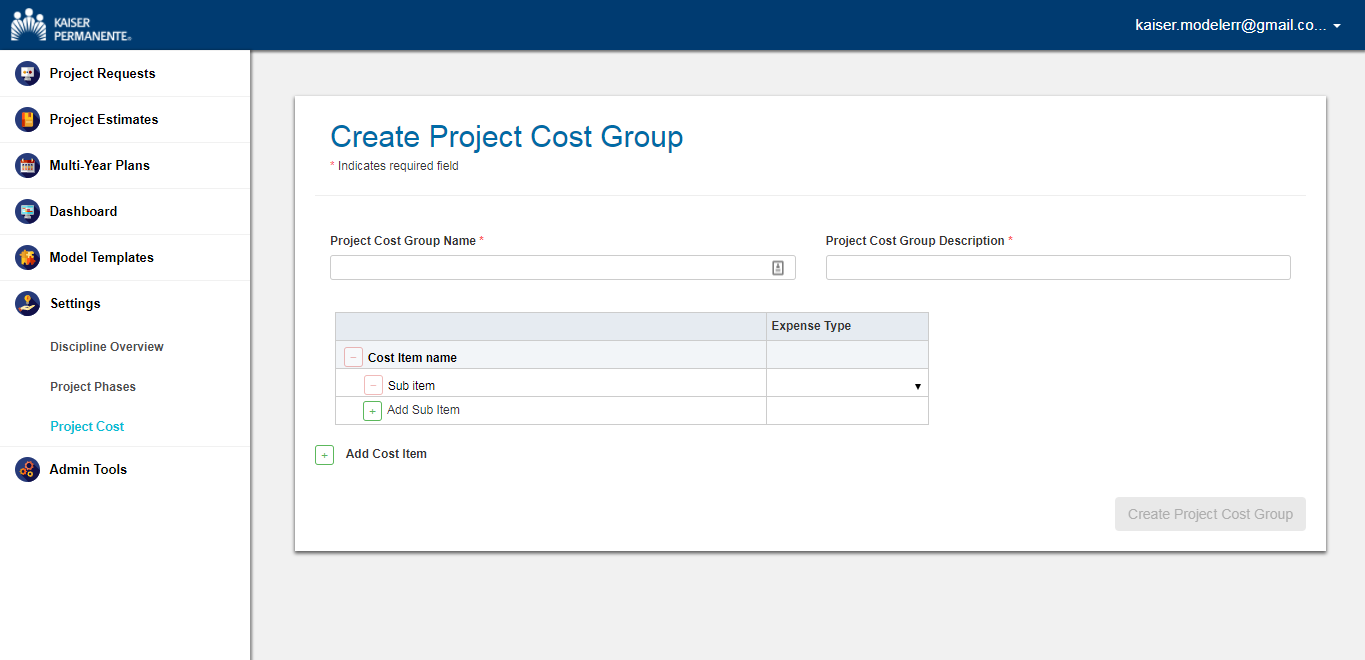 KAISER
PERMANENTE®
kaiser.modelerr@gmail.co...
Project Requests
Project Estimates
Multi-Year Plans
Dashboard
Model Templates
Settings
Discipline Overview
Project Phases
Project Cost
Admin Tools
Create Project Cost Group
* Indicates required field
Project Cost Group Name *
Project Cost Group Description *
Expense Type
Cost Item name
Sub item
Add Sub Item
Add Cost Item
Create Project Cost Group